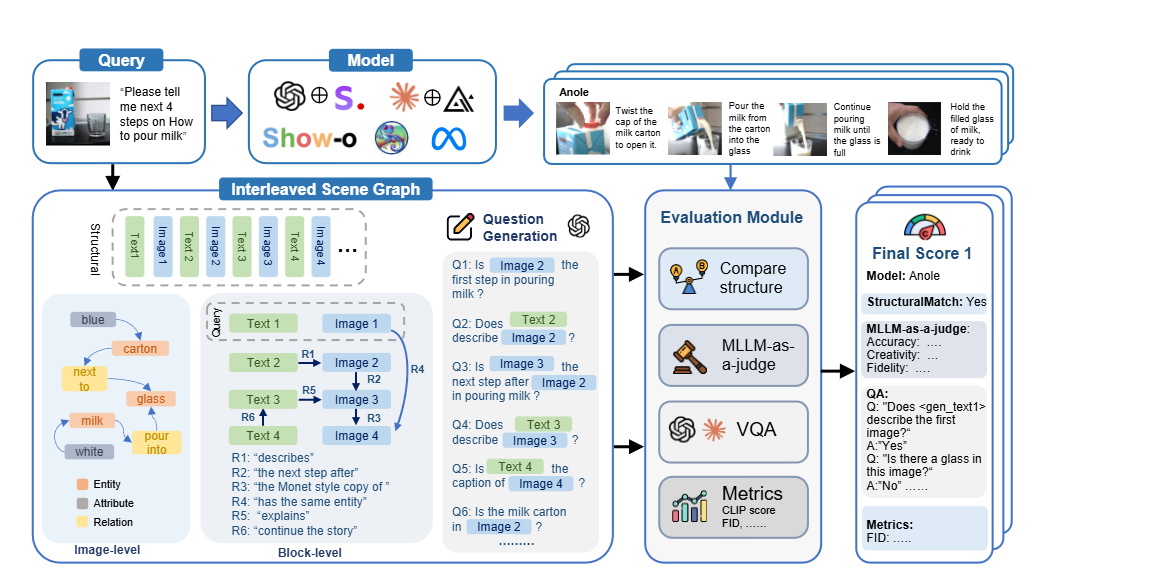 Query
"Please tell
me next 4
steps on How
to pour milk"
Model
S.
Show-o
Anole
Twist the
cap of the
milk carton
to open it.
Pour the
milk from
the carton
into the
glass
Continue
pouring
milk until
the glass is
full
Hold the
filled glass
of milk,
ready to
drink
Interleaved Scene Graph
Structural
Text1
Image 1
Text 2
Image 2
Text 3
Image 3
Text 4
Image 4
...
blue
carton
next
to
glass
milk
pour
into
white
Entity
Attribute
Relation
Image-level
Query
Text 1
Image 1
Text 2
R1
Image 2
R2
R4
Text 3
R5
Image 3
R6
R3
Text 4
Image 4
R1: "describes"
R2: "the next step after"
R3: "the Monet style copy of "
R4: "has the same entity"
R5: "explains"
R6: "continue the story"
Block-level
Question
Generation
Q1: Is Image 2 the
first step in pouring
milk ?
Q2: Does Text 2
describe Image 2 ?
Q3: Is Image 3 the
next step after Image 2
in pouring milk ?
Q4: Does Text 3
describe Image 3 ?
Q5: Is Text 4 the
caption of Image 4 ?
Q6: Is the milk carton
in Image 2 ?
.........
Evaluation Module
A
B
Compare
structure
MLLM-as-
a-judge
VQA
Metrics
CLIP score
FID, ......
C
Final Score 1
Model: Anole
StructuralMatch: Yes
MLLM-as-a-judge:
Accuracy: ....
Creativity: ...
Fidelity: ....
QA:
Q: "Does <gen_text1>
describe the first
image?"
A:"Yes"
Q: "Is there a glass in
this image?"
A:"No" ......
Metrics:
FID: .....